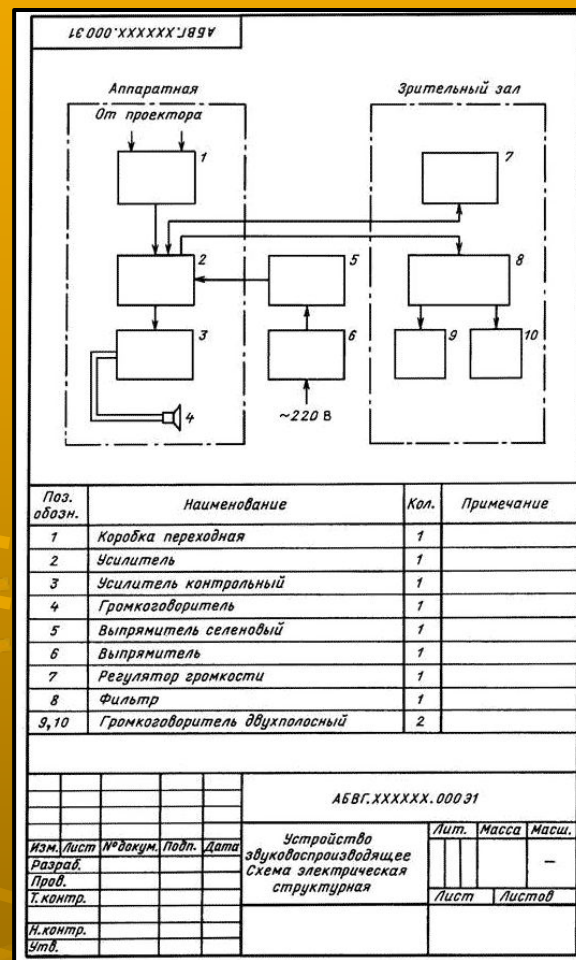 АБВГ.XXXXXX.000Э1
Аппаратная
Зрительный зал
От проектора
1
7
2
5
8
3
6
9
10
4
~220 В
Поз. обозн.
Наименование
Кол.
Примечание
1 Коробка переходная 1
2 Усилитель 1
3 Усилитель контрольный 1
4 Громкоговоритель 1
5 Выпрямитель селеновый 1
6 Выпрямитель 1
7 Регулятор громкости 1
8 Фильтр 1
9,10 Громкоговоритель двухполосный 2
АБВГ.XXXXXX.000Э1
Изм. Лист №докум. Подп. Дата
Разраб.
Пров.
Т.контр.
Н.контр.
Утв.
Устройство
звуковоспроизводящее
Схема электрическая
структурная
Лит. Масса Масш.
–
Лист Листов